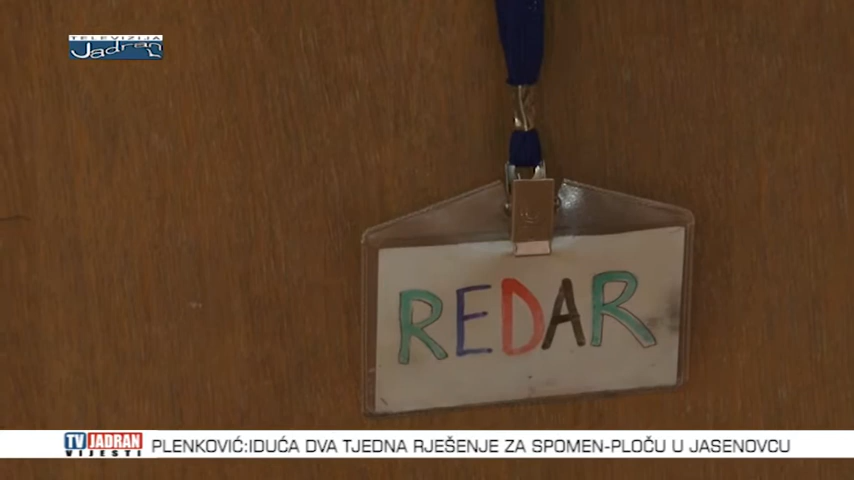 TELEVIZIJA
Jadran
REDAR
TV JADRAN
VIJESTI
PLENKOVIĆ:IDUĆA DVA TJEDNA RJEŠENJE ZA SPOMEN-PLOČU U JASENOVCU